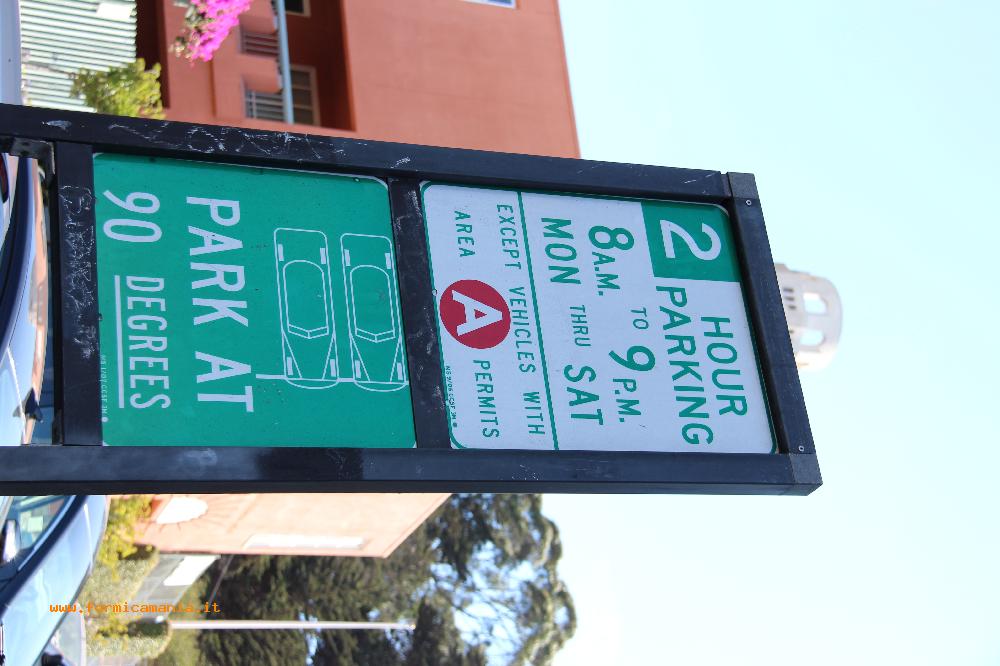 2 HOUR
PARKING
8 A.M. TO 9 P.M.
MON THRU SAT
EXCEPT VEHICLES WITH
AREA A PERMITS
PARK AT
90 DEGREES
www.formicamania.it